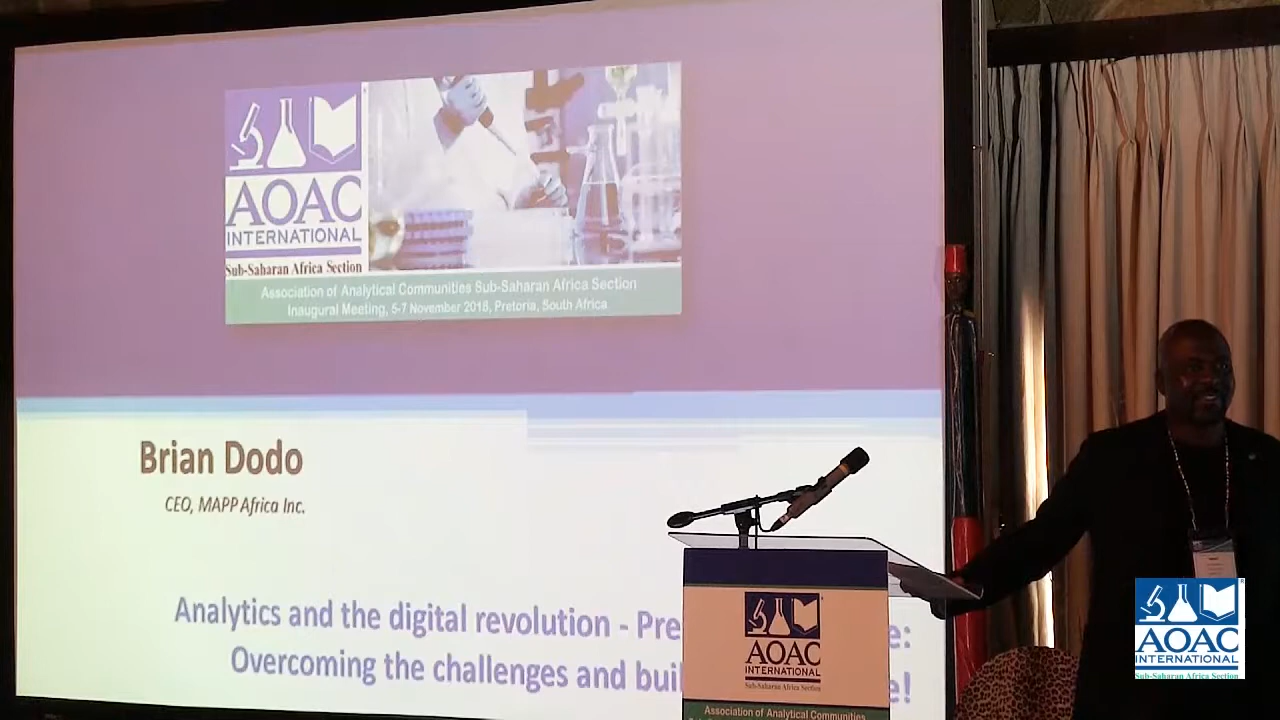 AOAC
INTERNATIONAL
Sub-Saharan Africa Section
Association of Analytical Communities Sub-Saharan Africa Section
Inaugural Meeting, 5-7 November 2018, Pretoria, South Africa
Brian Dodo
CEO, MAPP Africa Inc.
Analytics and the digital revolution - Pre e:
Overcoming the challenges and buil e!
AOAC
INTERNATIONAL
Sub-Saharan Africa Section
Association of Analytical Communities
AOAC
INTERNATIONAL
Sub-Saharan Africa Section